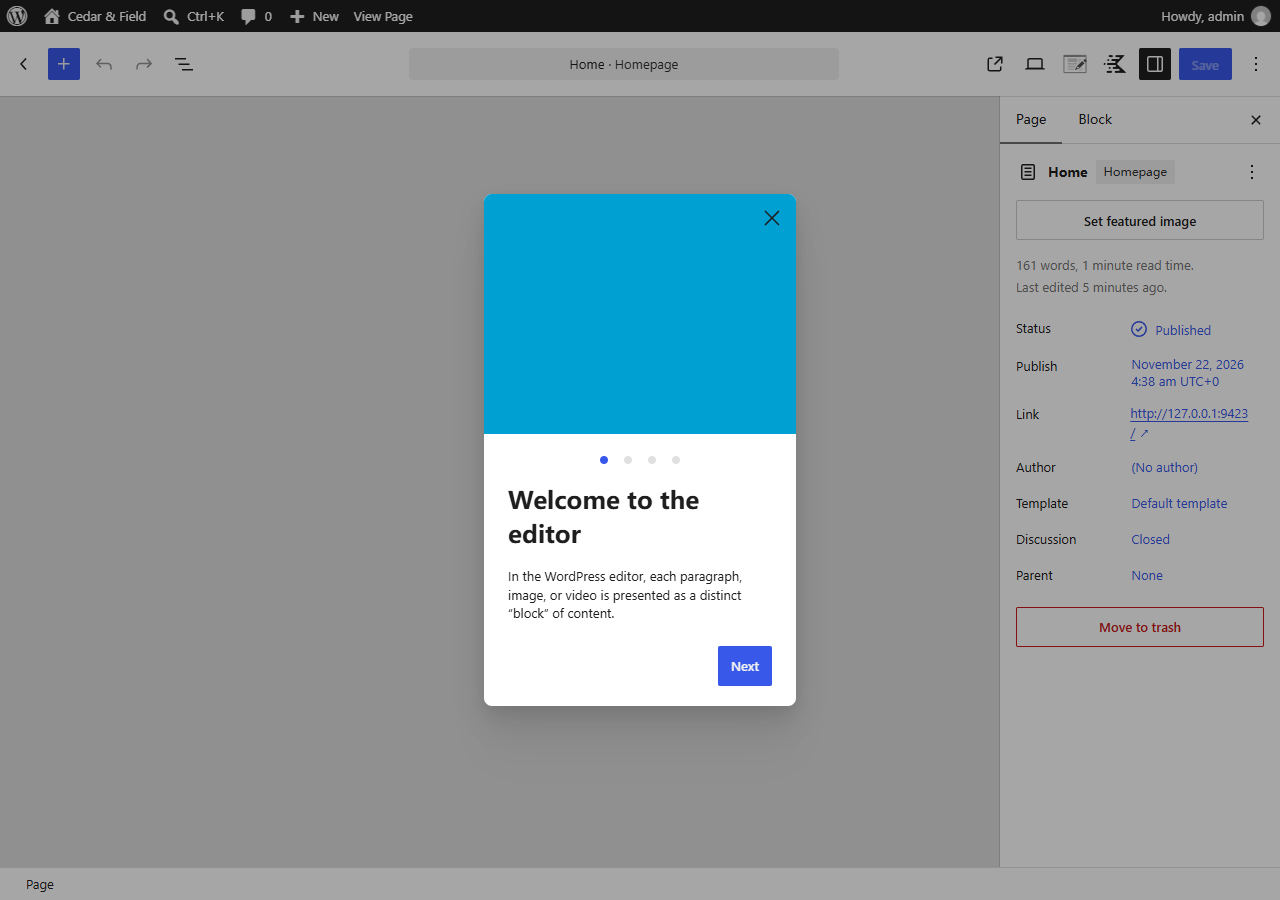 Cedar & Field
Ctrl+K
0
New
View Page
Howdy, admin
Home · Homepage
Save
Page
Block
Home
Homepage
Set featured image
161 words, 1 minute read time.
Last edited 5 minutes ago.
Status
Published
Publish
November 22, 2026
4:38 am UTC+0
Link
http://127.0.0.1:9423
/ ↗
Author
(No author)
Template
Default template
Discussion
Closed
Parent
None
Move to trash
Welcome to the
editor
In the WordPress editor, each paragraph,
image, or video is presented as a distinct
“block” of content.
Next
Page